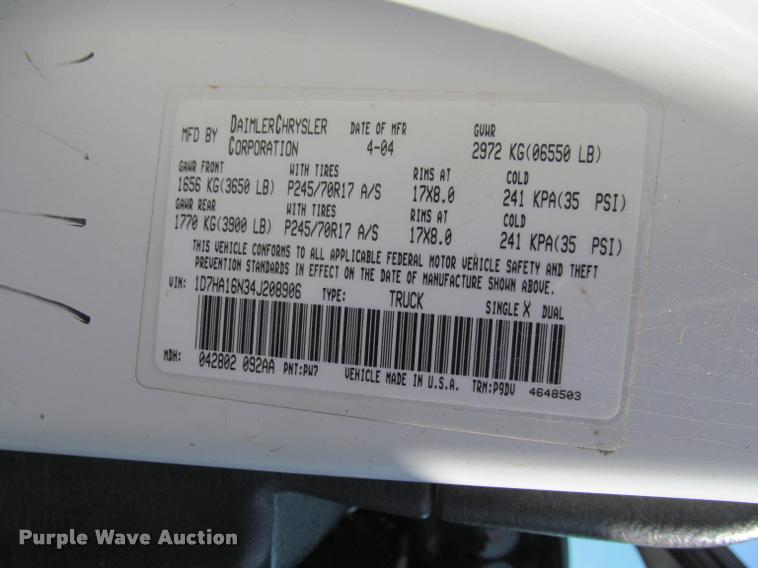 MFD BY DAIMLERCHRYSLER CORPORATION DATE OF MFR 4-04 GVWR 2972 KG(06550 LB)
GAWR FRONT WITH TIRES RIMS AT COLD
1656 KG(3650 LB) P245/70R17 A/S 17X8.0 241 KPA(35 PSI)
GAWR REAR WITH TIRES RIMS AT COLD
1770 KG(3900 LB) P245/70R17 A/S 17X8.0 241 KPA(35 PSI)
THIS VEHICLE CONFORMS TO ALL APPLICABLE FEDERAL MOTOR VEHICLE SAFETY AND THEFT
PREVENTION STANDARDS IN EFFECT ON THE DATE OF MANUFACTURE SHOWN ABOVE.
VIN: 1D7HA16N34J208906 TYPE: TRUCK SINGLE X DUAL
MDH: 042802 092AA PNT:PW7 VEHICLE MADE IN U.S.A. TRM:P9DV 4648503
Purple Wave Auction